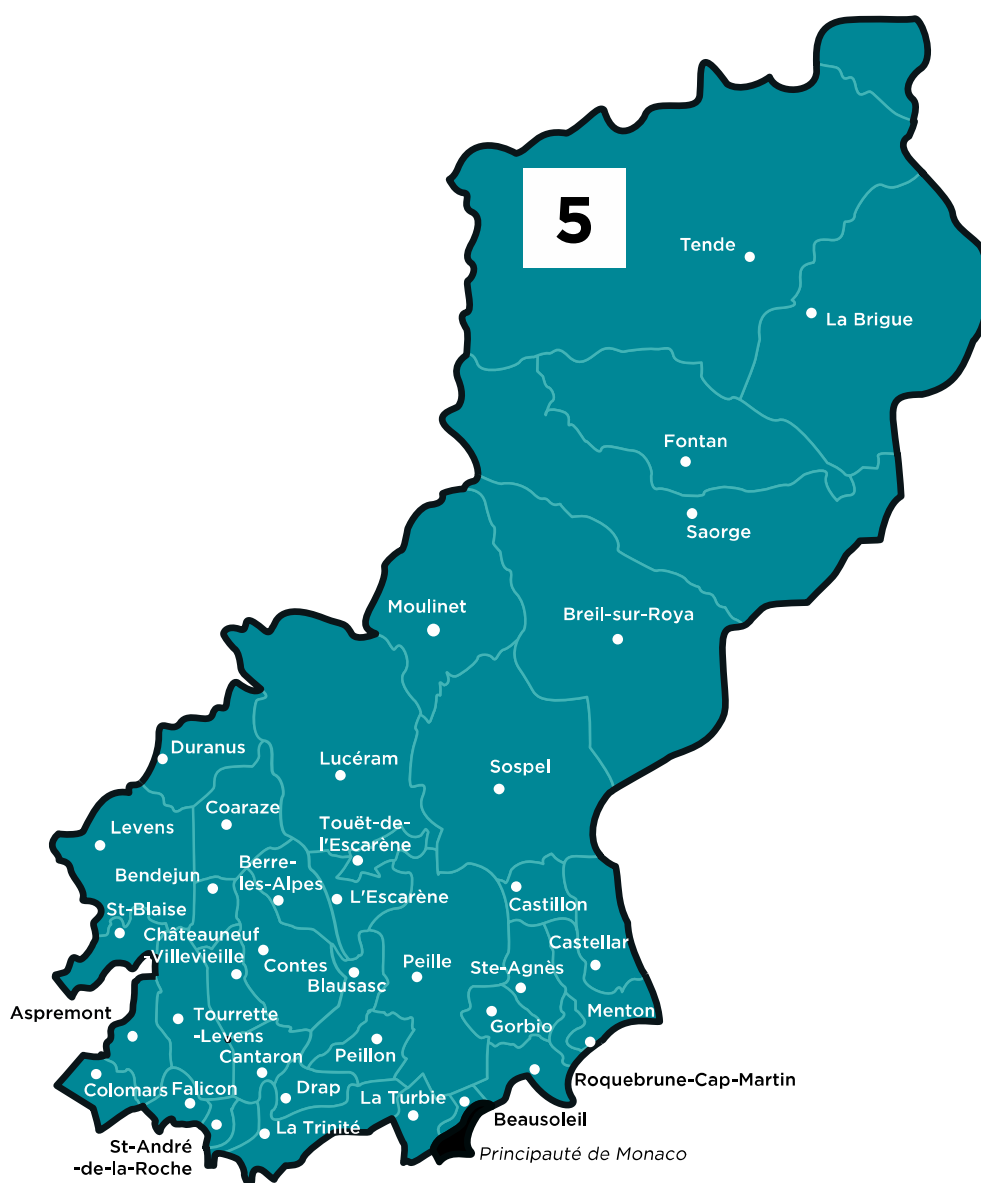 5
Tende
La Brigue
Fontan
Saorge
Moulinet
Breil-sur-Roya
Duranus
Lucéram
Sospel
Coaraze
Levens
Touët-de-
l'Escarène
Bendejun
Berre-
les-Alpes
L'Escarène
Castillon
St-Blaise
Châteauneuf
-Villevieille
Contes
Blausasc
Peille
Castellar
Ste-Agnès
Aspremont
Tourrette
-Levens
Gorbio
Menton
Cantaron
Peillon
Colomars
Falicon
Drap
La Turbie
Roquebrune-Cap-Martin
Beausoleil
La Trinité
St-André
-de-la-Roche
Principauté de Monaco